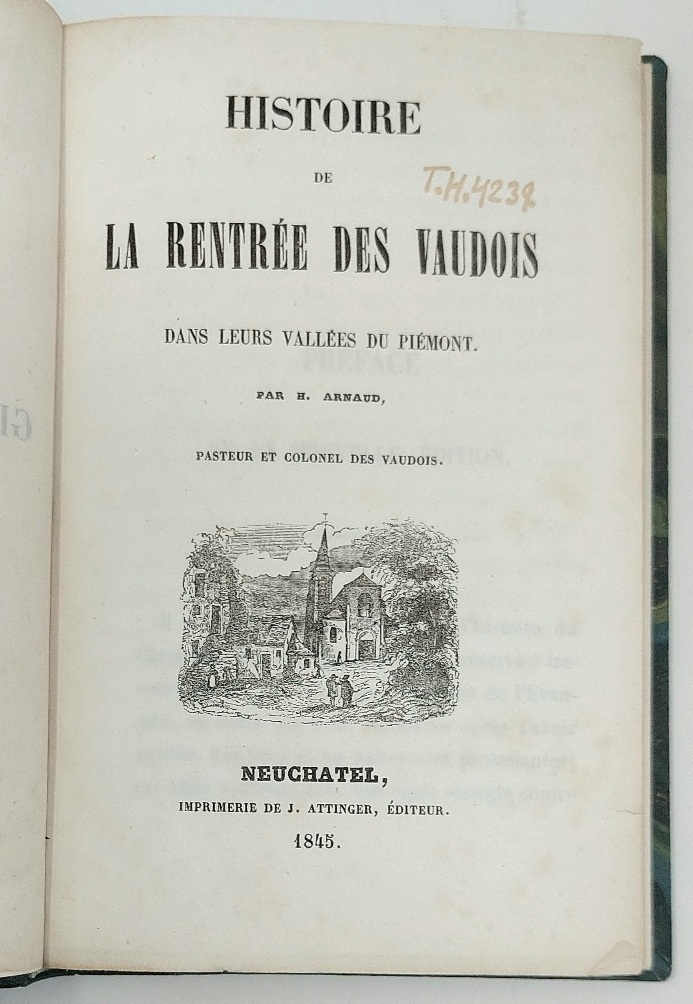 HISTOIRE
DE
T.H.4239
LA RENTRÉE DES VAUDOIS
DANS LEURS VALLÉES DU PIÉMONT.
PAR H. ARNAUD,
PASTEUR ET COLONEL DES VAUDOIS.
NEUCHATEL,
IMPRIMERIE DE J. ATTINGER, ÉDITEUR.
1845.